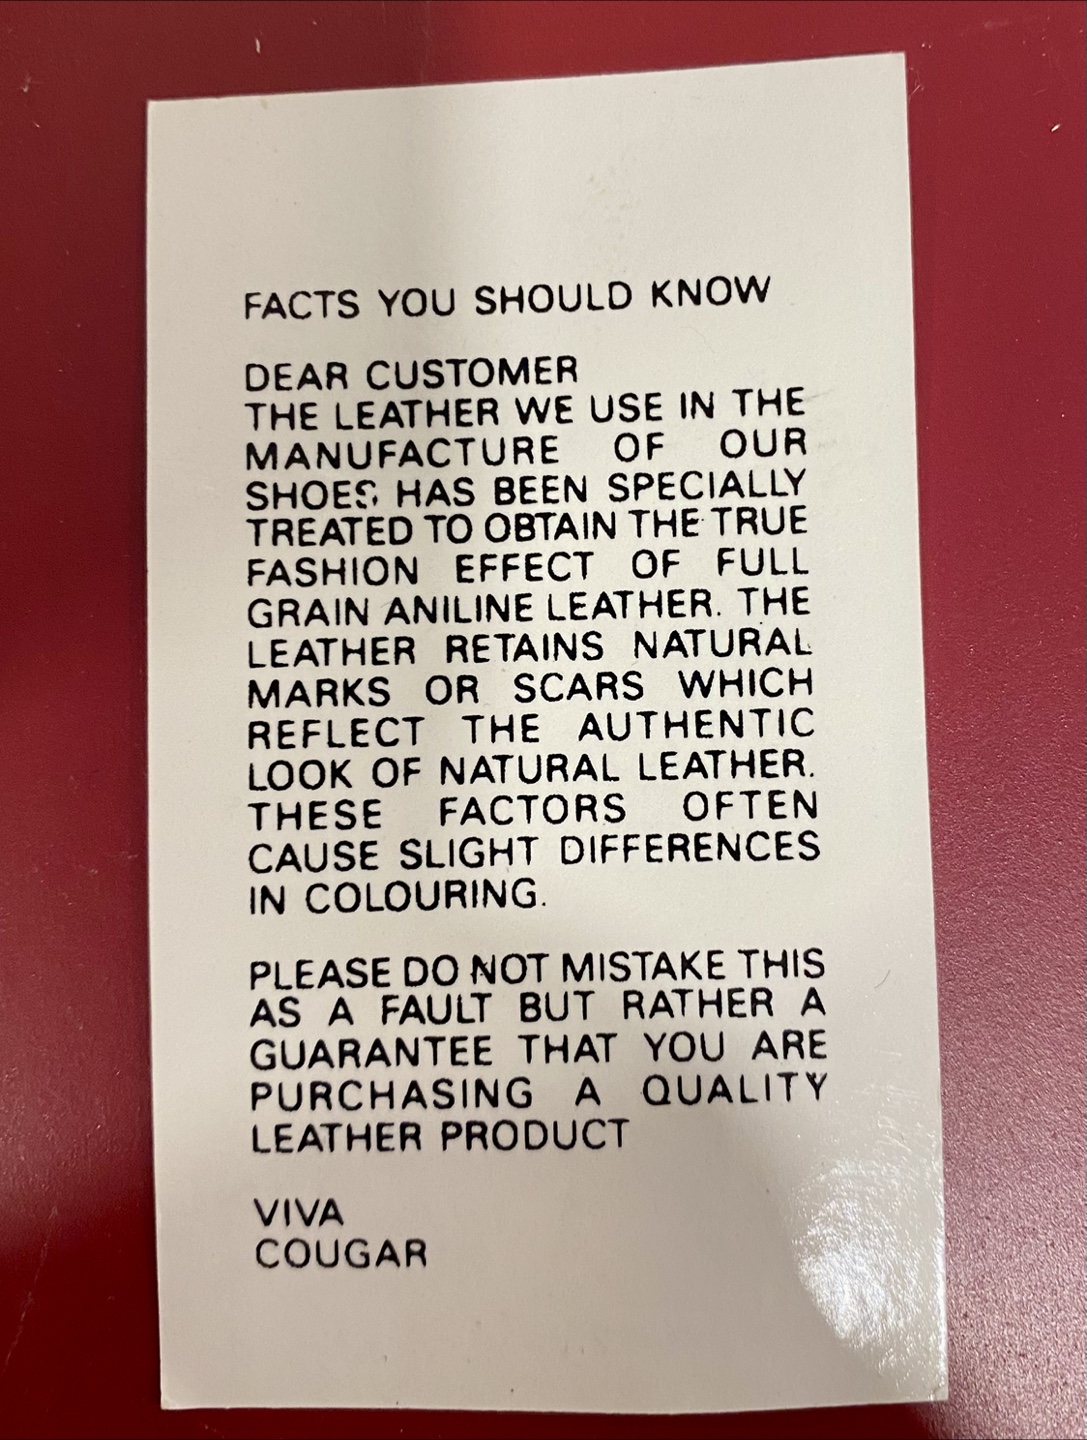 FACTS YOU SHOULD KNOW
DEAR CUSTOMER
THE LEATHER WE USE IN THE
MANUFACTURE OF OUR
SHOES HAS BEEN SPECIALLY
TREATED TO OBTAIN THE TRUE
FASHION EFFECT OF FULL
GRAIN ANILINE LEATHER. THE
LEATHER RETAINS NATURAL
MARKS OR SCARS WHICH
REFLECT THE AUTHENTIC
LOOK OF NATURAL LEATHER.
THESE FACTORS OFTEN
CAUSE SLIGHT DIFFERENCES
IN COLOURING.
PLEASE DO NOT MISTAKE THIS
AS A FAULT BUT RATHER A
GUARANTEE THAT YOU ARE
PURCHASING A QUALITY
LEATHER PRODUCT
VIVA
COUGAR